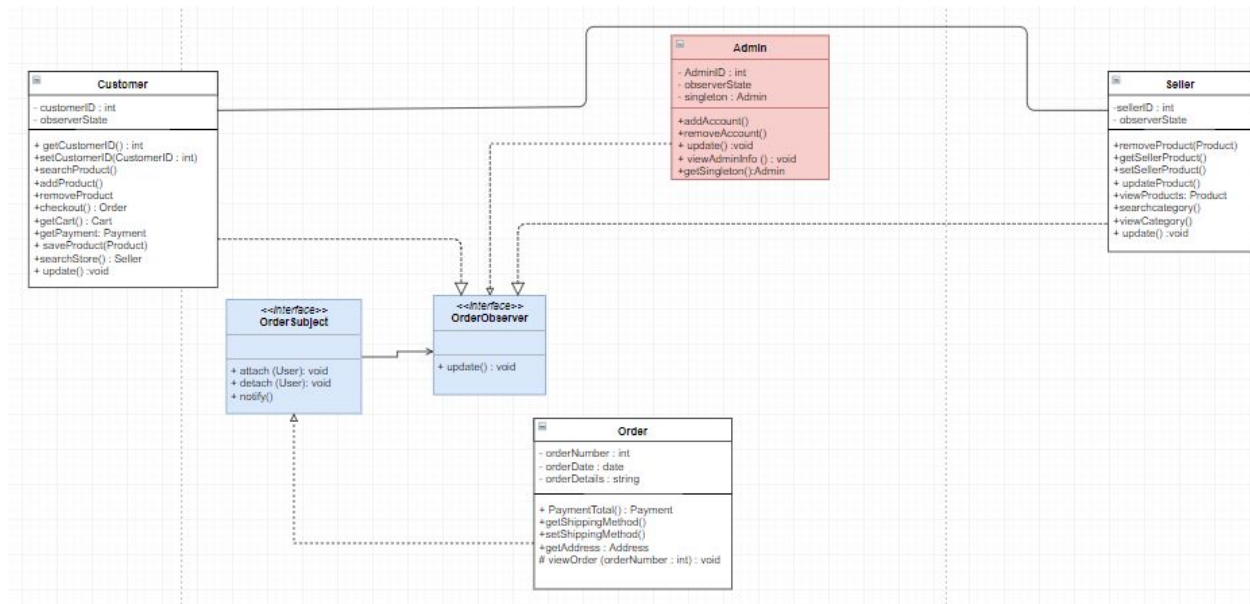 Customer
- customerID : int
- observerState
+ getCustomerID() : int
+setCustomerID(CustomerID : int)
+searchProduct()
+addProduct()
+removeProduct
+checkout() : Order
+getCart() : Cart
+getPayment: Payment
+ saveProduct(Product)
+searchStore() : Seller
+ update() :void
Admin
- AdminID : int
- observerState
- singleton : Admin
+addAccount()
+removeAccount()
+ update() :void
+ viewAdminInfo () : void
+getSingleton():Admin
Seller
-sellerID : int
- observerState
+removeProduct(Product)
+getSellerProduct()
+setSellerProduct()
+ updateProduct()
+viewProducts: Product
+searchcategory()
+viewCategory()
+ update() :void
<<Interface>>
OrderSubject
+ attach (User): void
+ detach (User): void
+ notify()
<<Interface>>
OrderObserver
+ update() : void
Order
- orderNumber : int
- orderDate : date
- orderDetails : string
+ PaymentTotal() : Payment
+getShippingMethod()
+setShippingMethod()
+getAddress : Address
# viewOrder (orderNumber : int) : void